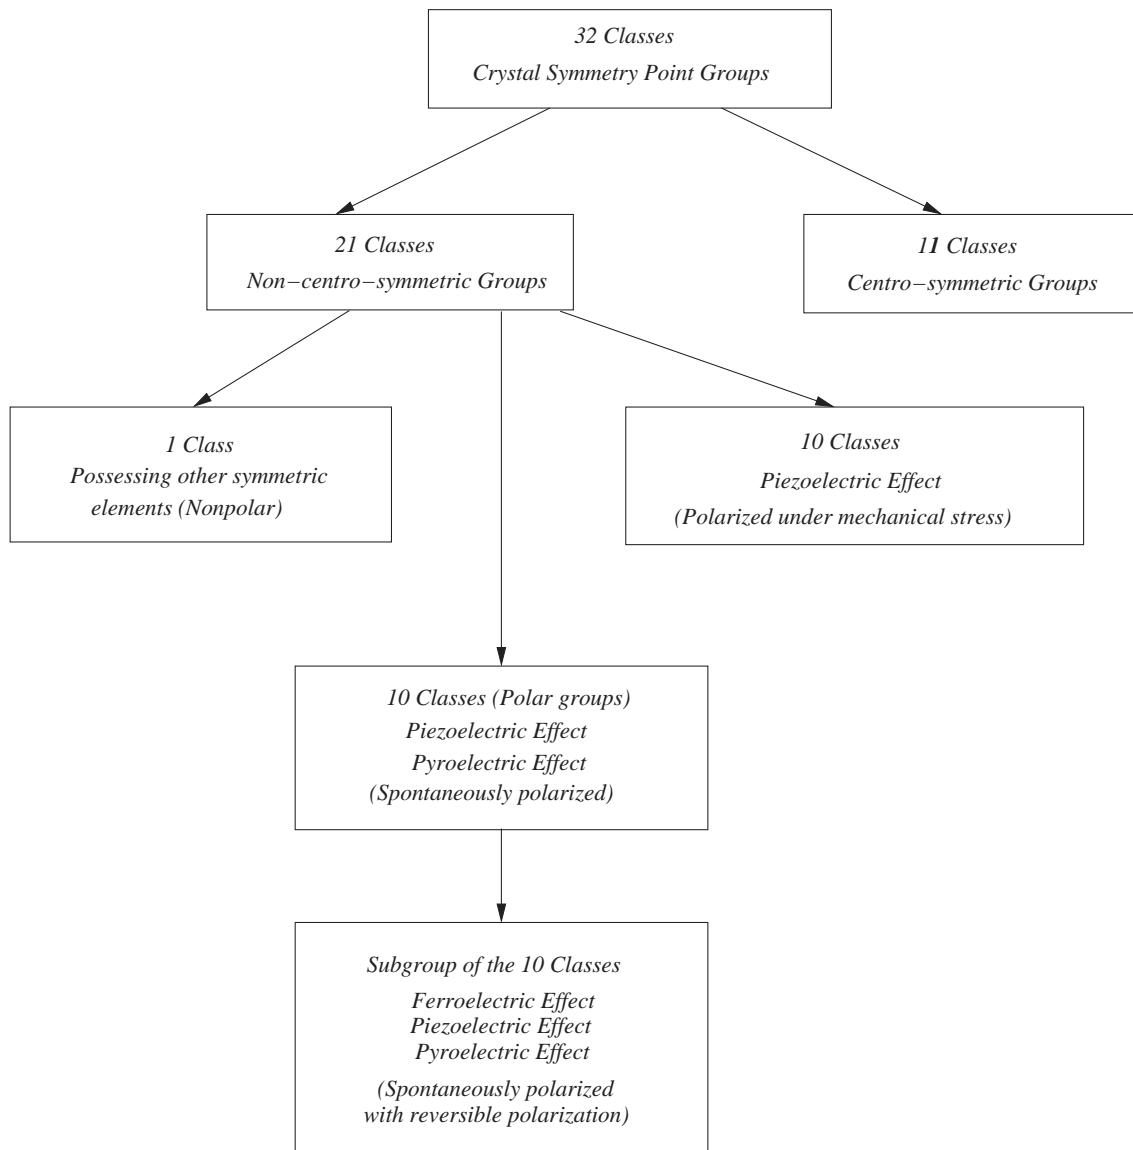 32 Classes
Crystal Symmetry Point Groups
21 Classes
Non−centro−symmetric Groups
11 Classes
Centro−symmetric Groups
1 Class
Possessing other symmetric
elements (Nonpolar)
10 Classes
Piezoelectric Effect
(Polarized under mechanical stress)
10 Classes (Polar groups)
Piezoelectric Effect
Pyroelectric Effect
(Spontaneously polarized)
Subgroup of the 10 Classes
Ferroelectric Effect
Piezoelectric Effect
Pyroelectric Effect
(Spontaneously polarized
with reversible polarization)